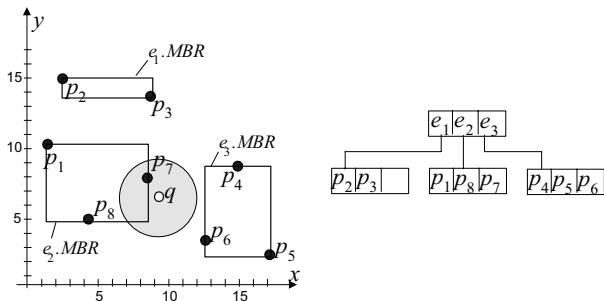 y
e1.MBR
15
p2
p3
10
p1
e3.MBR
p7
p4
q
5
p8
p6
e2.MBR
p5
x
5
10
15
e1 e2 e3
p2 p3
p1 p8 p7
p4 p5 p6